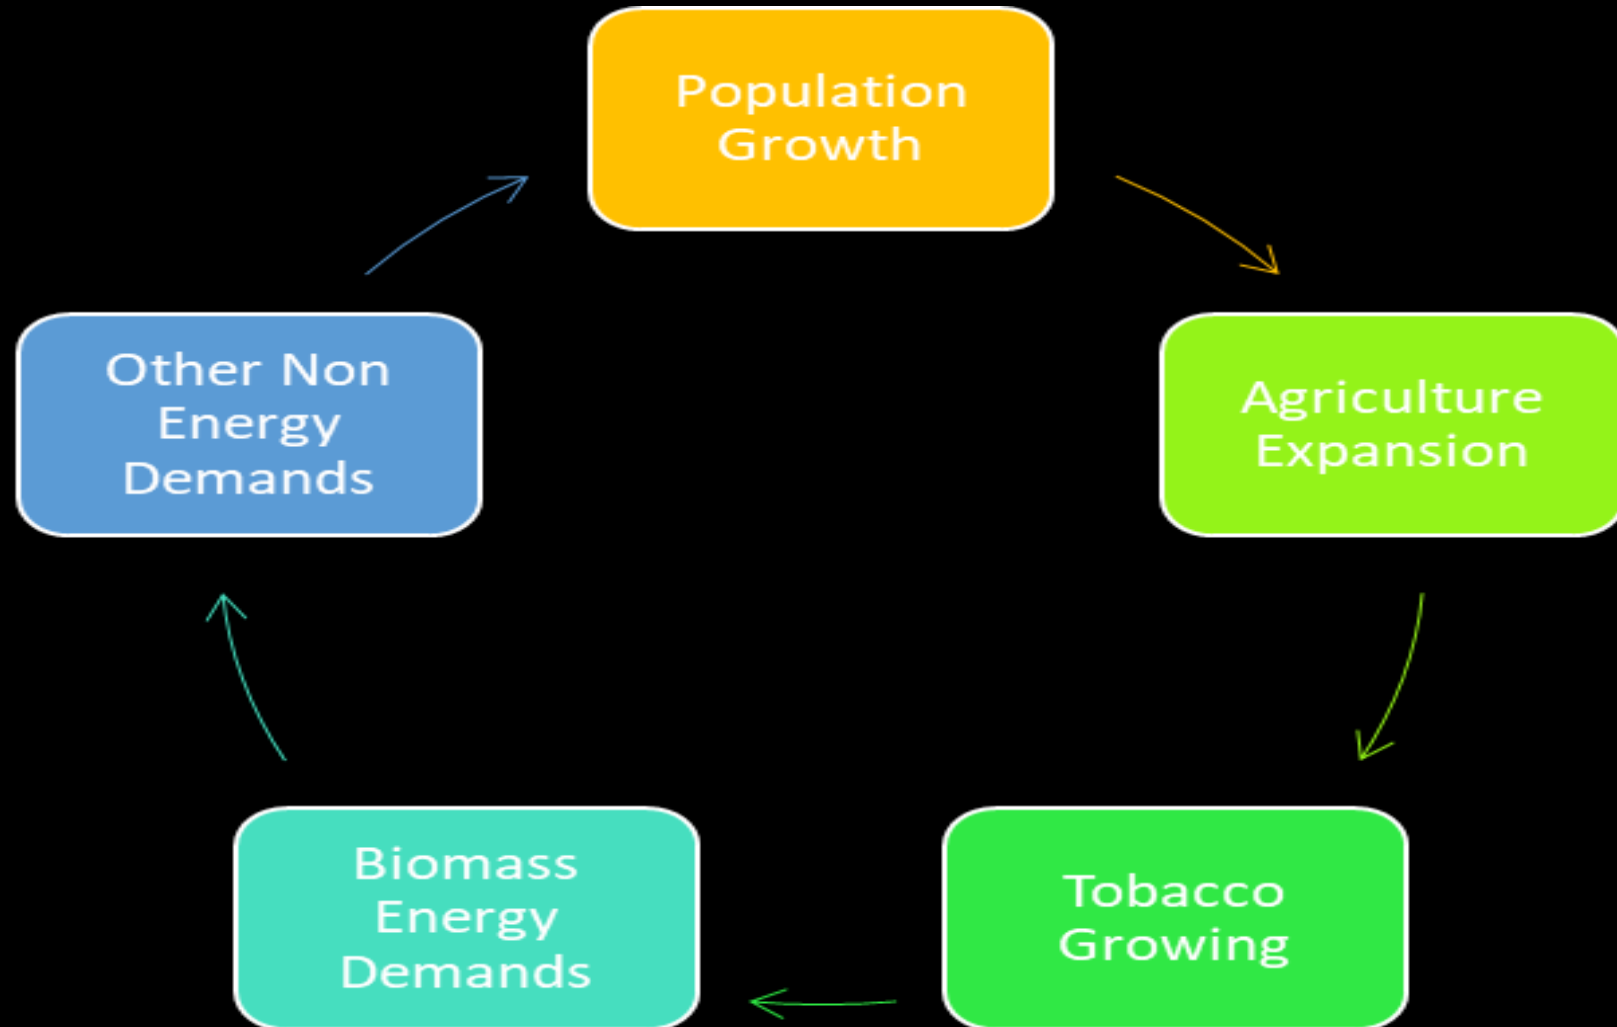 Population
Growth
Agriculture
Expansion
Tobacco
Growing
Biomass
Energy
Demands
Other Non
Energy
Demands